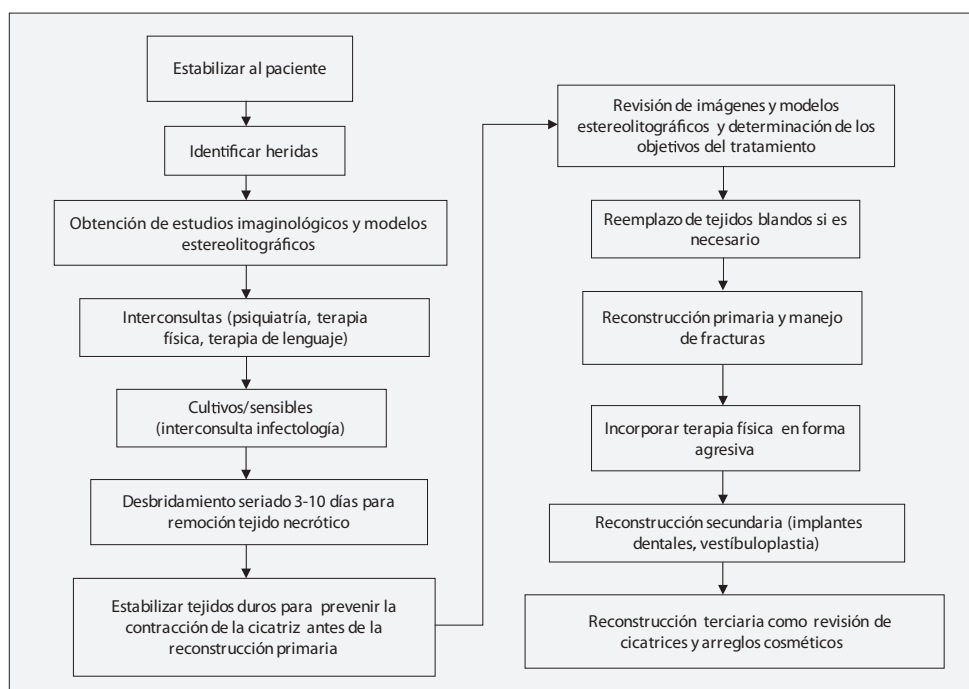 Estabilizar al paciente
Identificar heridas
Obtención de estudios imaginológicos y modelos
estereolitográficos
Interconsultas (psiquiatría, terapia
física, terapia de lenguaje)
Cultivos/sensibles
(interconsulta infectología)
Desbridamiento seriado 3-10 días para
remoción tejido necrótico
Estabilizar tejidos duros para prevenir la
contracción de la cicatriz antes de la
reconstrucción primaria
Revisión de imágenes y modelos
estereolitográficos y determinación de los
objetivos del tratamiento
Reemplazo de tejidos blandos si es
necesario
Reconstrucción primaria y manejo
de fracturas
Incorporar terapia física en forma
agresiva
Reconstrucción secundaria (implantes
dentales, vestíbuloplastia)
Reconstrucción terciaria como revisión de
cicatrices y arreglos cosméticos